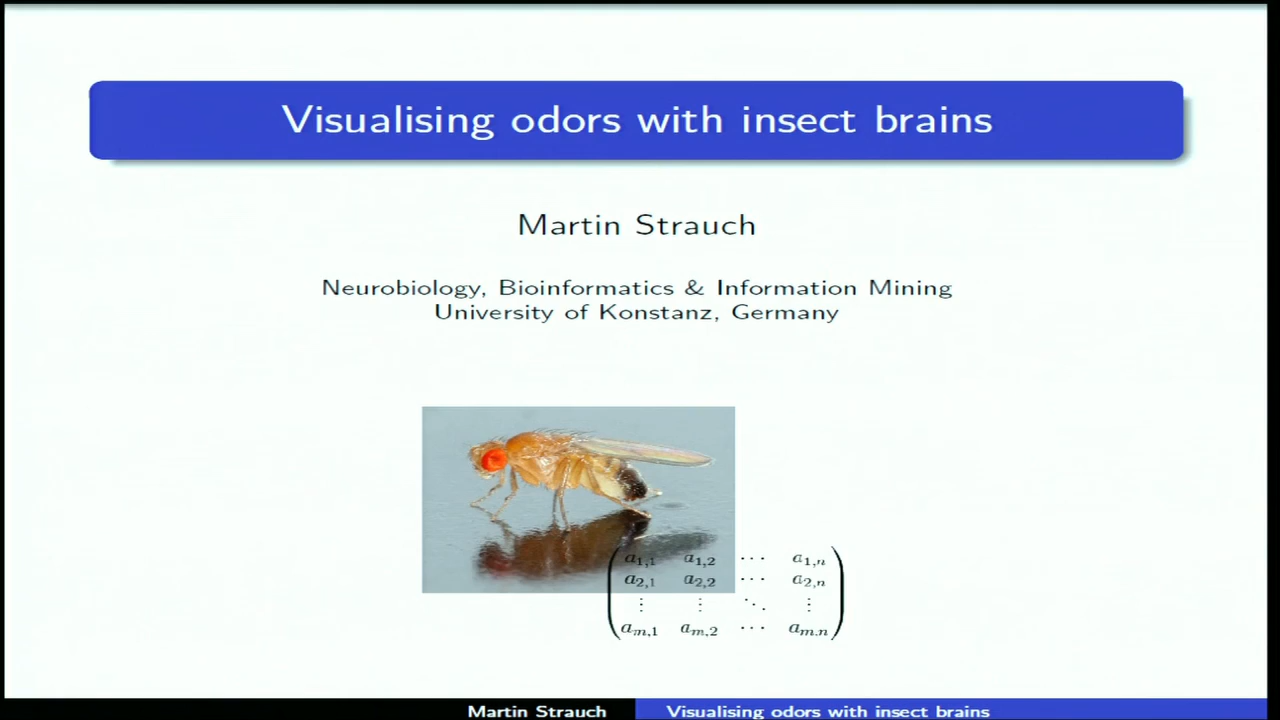 Visualising odors with insect brains
Martin Strauch
Neurobiology, Bioinformatics & Information Mining
University of Konstanz, Germany
a1,1 a1,2 ⋯ a1,n
a2,1 a2,2 ⋯ a2,n
⋮ ⋮ ⋱ ⋮
am,1 am,2 ⋯ am.n
Martin Strauch Visualising odors with insect brains